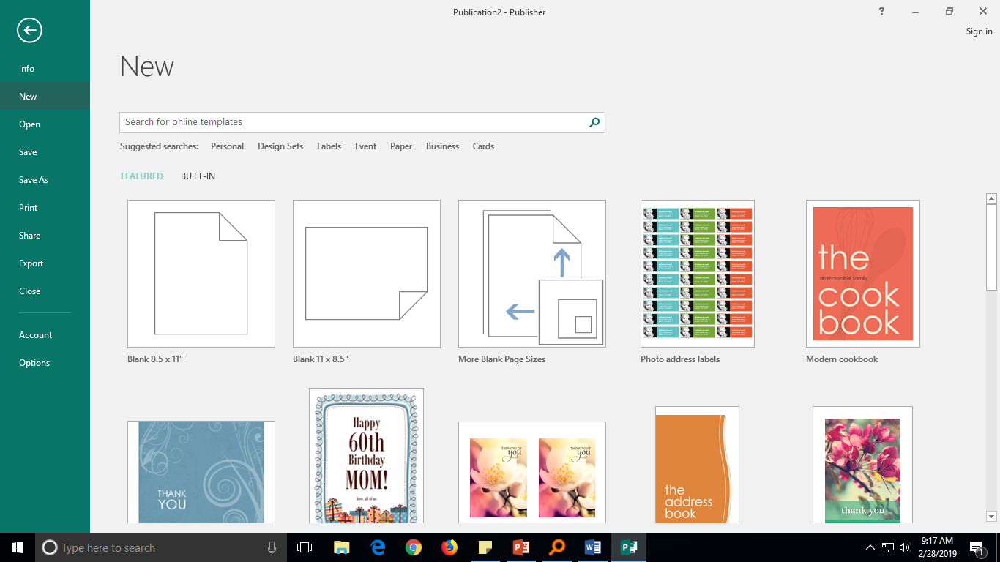 Publication2 - Publisher
?
Sign in
Info
New
Open
Save
Save As
Print
Share
Export
Close
Account
Options
New
Search for online templates
Suggested searches: Personal Design Sets Labels Event Paper Business Cards
FEATURED BUILT-IN
Blank 8.5 x 11"
Blank 11 x 8.5"
More Blank Page Sizes
Photo address labels
the
abercrombie family
cook
book
Modern cookbook
THANK
YOU
Happy
60th
Birthday
MOM!
love, all of us
THINKING OF
you
THINKING OF
you
the
address
book
thank you
Type here to search
9:17 AM
2/28/2019
1